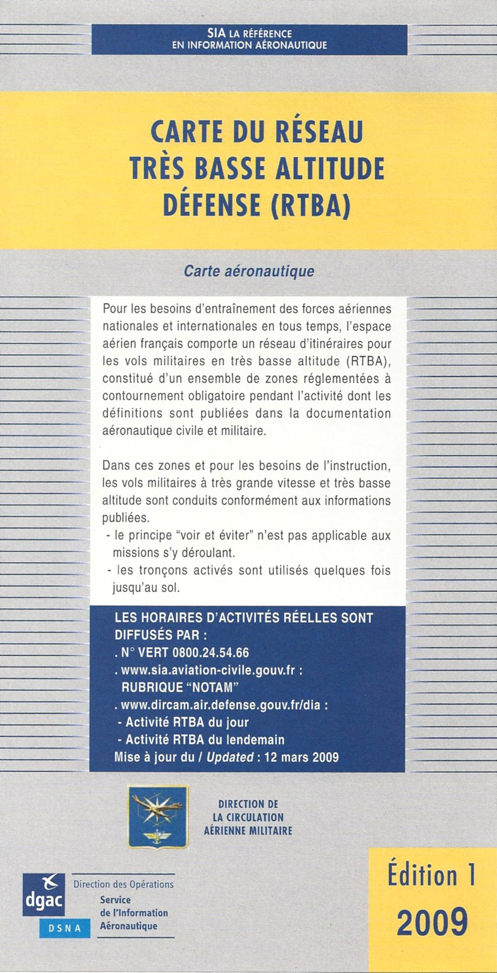 SIA LA RÉFÉRENCE
EN INFORMATION AÉRONAUTIQUE
CARTE DU RÉSEAU
TRÈS BASSE ALTITUDE
DÉFENSE (RTBA)
Carte aéronautique
Pour les besoins d'entraînement des forces aériennes
nationales et internationales en tous temps, l'espace
aérien français comporte un réseau d'itinéraires pour
les vols militaires en très basse altitude (RTBA),
constitué d'un ensemble de zones réglementées à
contournement obligatoire pendant l'activité dont les
définitions sont publiées dans la documentation
aéronautique civile et militaire.
Dans ces zones et pour les besoins de l'instruction,
les vols militaires à très grande vitesse et très basse
altitude sont conduits conformément aux informations
publiées.
- le principe "voir et éviter" n'est pas applicable aux
missions s'y déroulant.
- les tronçons activés sont utilisés quelques fois
jusqu'au sol.
LES HORAIRES D'ACTIVITÉS RÉELLES SONT
DIFFUSÉS PAR :
. N° VERT 0800.24.54.66
. www.sia.aviation-civile.gouv.fr :
RUBRIQUE "NOTAM"
. www.dircam.air.defense.gouv.fr/dia :
- Activité RTBA du jour
- Activité RTBA du lendemain
Mise à jour du / Updated : 12 mars 2009
DIRECTION DE
LA CIRCULATION
AÉRIENNE MILITAIRE
dgac
DSNA
Direction des Opérations
Service
de l'Information
Aéronautique
Édition 1
2009